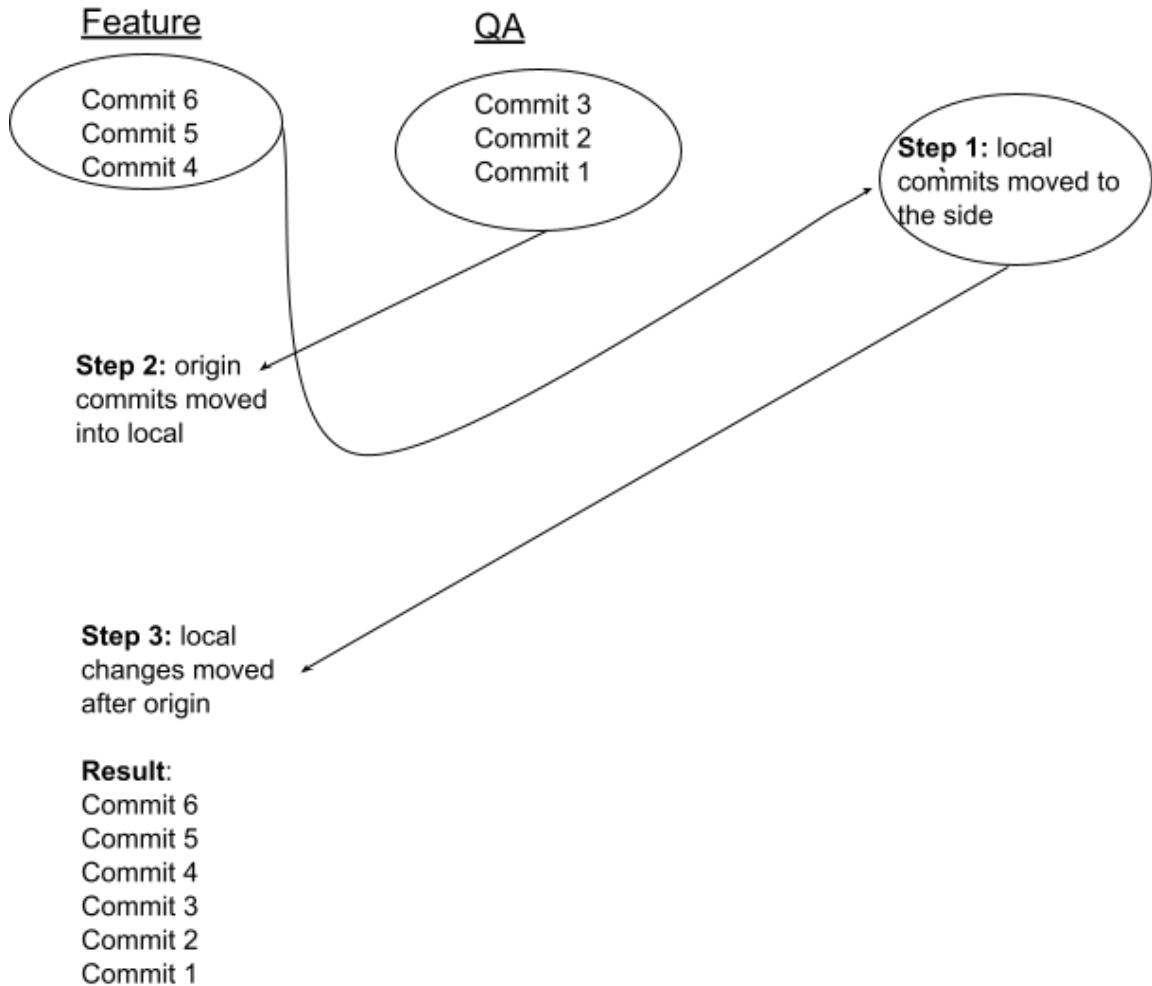 Feature
QA
Commit 6
Commit 5
Commit 4
Commit 3
Commit 2
Commit 1
Step 1: local
commits moved to
the side
Step 2: origin
commits moved
into local
Step 3: local
changes moved
after origin
Result:
Commit 6
Commit 5
Commit 4
Commit 3
Commit 2
Commit 1